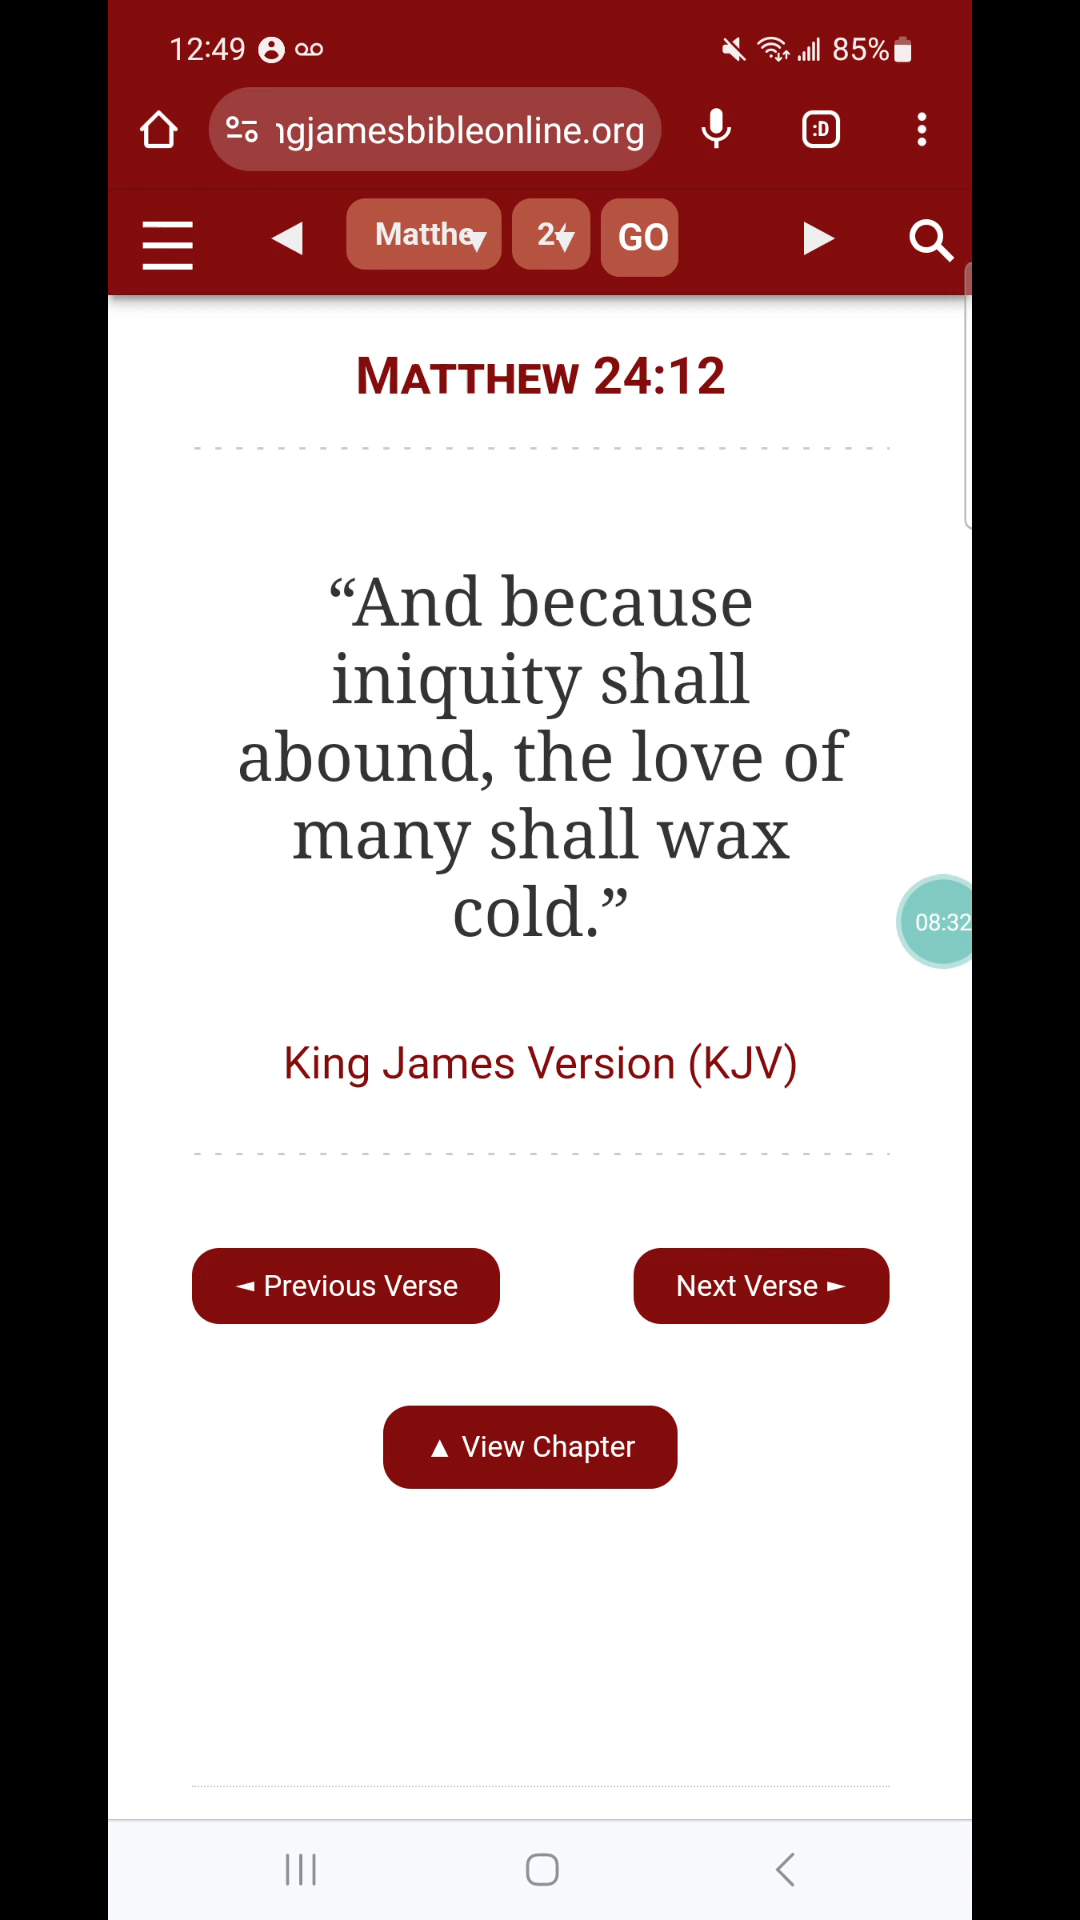 12:49 85%
ngjamesbibleonline.org :D
Matthe 24 GO
MATTHEW 24:12
“And because
iniquity shall
abound, the love of
many shall wax
cold.”
08:32
King James Version (KJV)
◄ Previous Verse Next Verse ►
▲ View Chapter